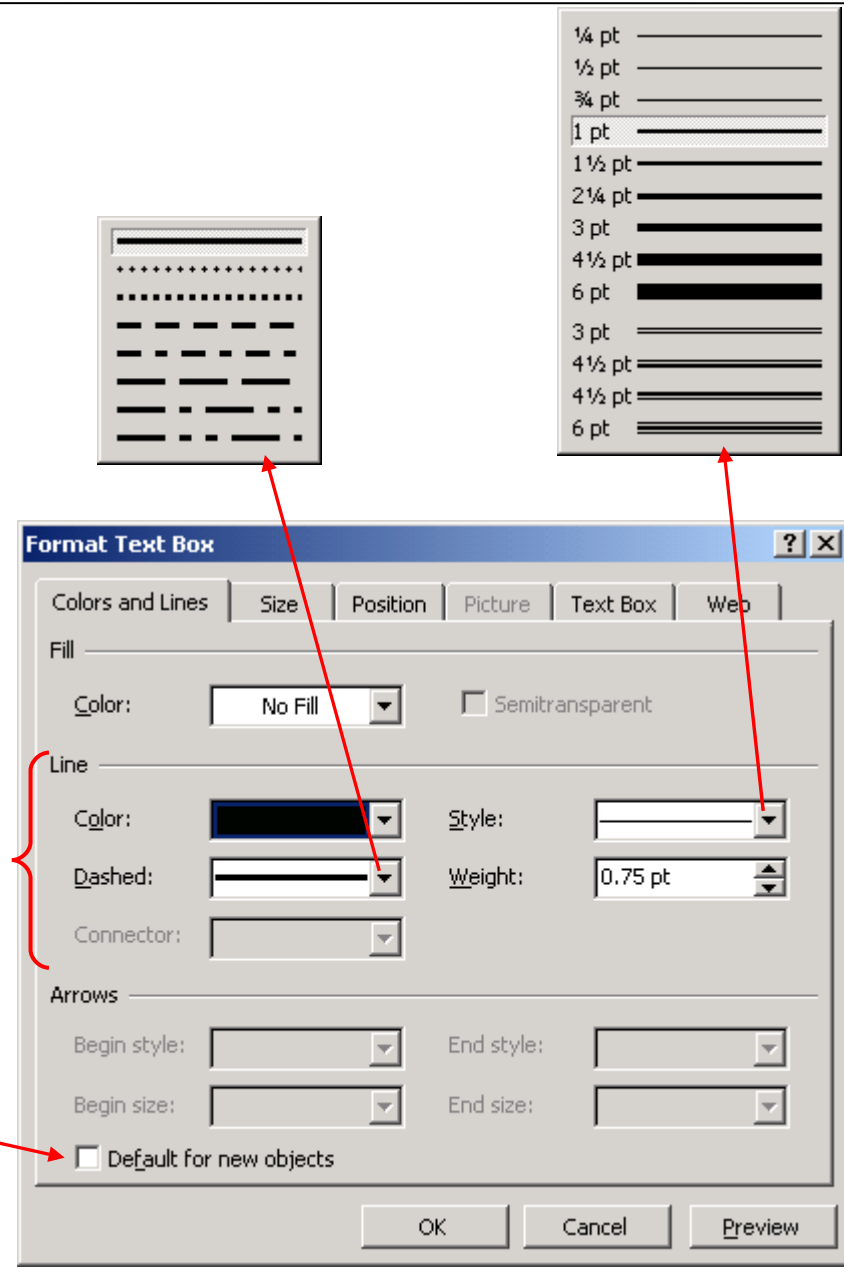 ¼ pt
½ pt
¾ pt
1 pt
1½ pt
2¼ pt
3 pt
4½ pt
6 pt
3 pt
4½ pt
4½ pt
6 pt
Format Text Box
Colors and Lines Size Position Picture Text Box Web
Fill
Color: No Fill Semitransparent
Line
Color: Style:
Dashed: Weight: 0.75 pt
Connector:
Arrows
Begin style: End style:
Begin size: End size:
Default for new objects
OK Cancel Preview